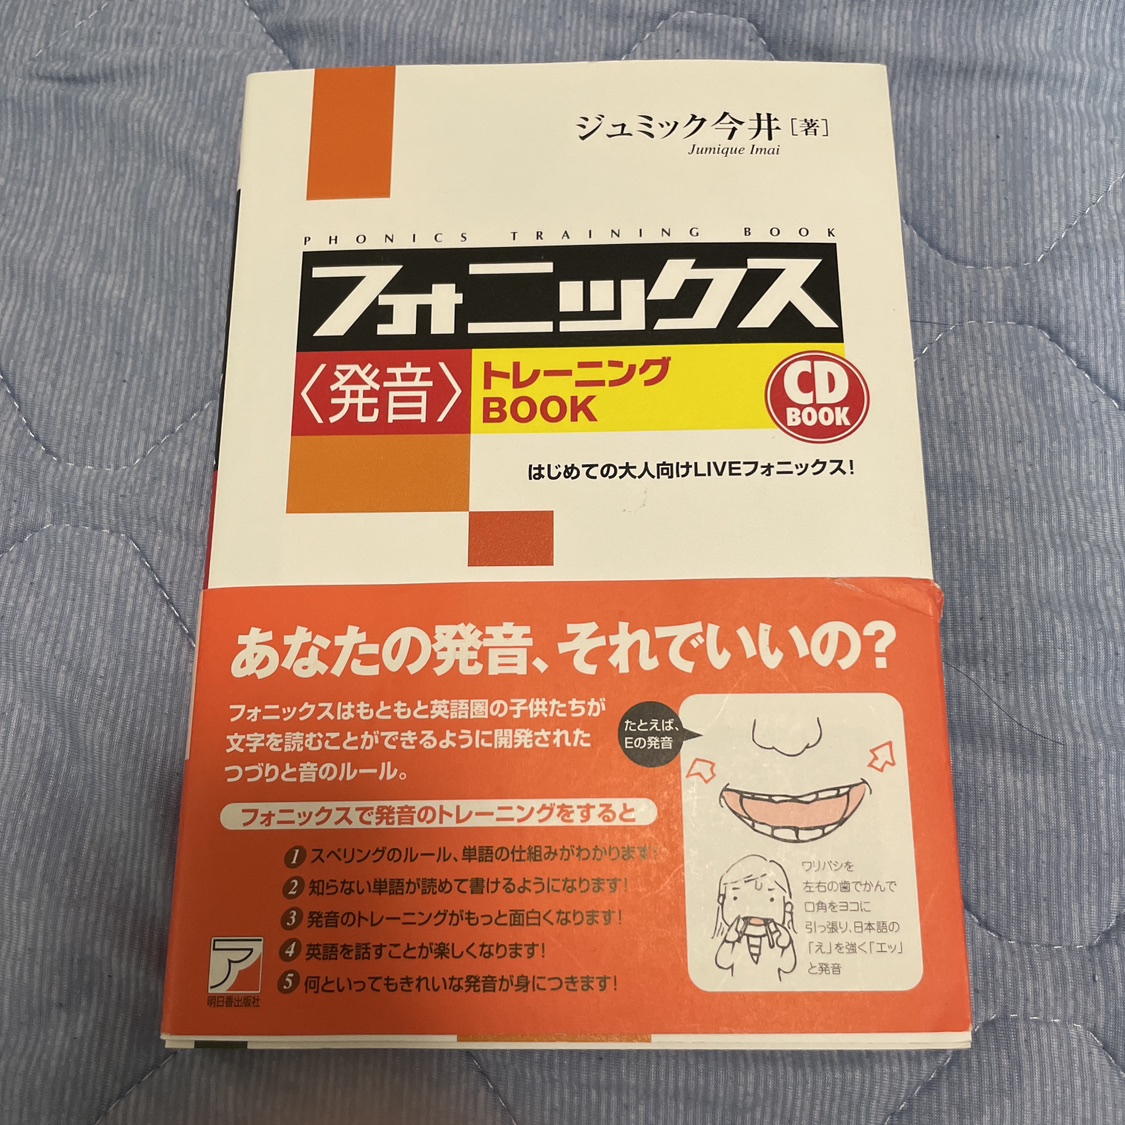 ジュミック今井[著]
Jumique Imai
PHONICS TRAINING BOOK
フォニックス
〈発音〉
トレーニング
BOOK
CD
BOOK
はじめての大人向けLIVEフォニックス!
あなたの発音、それでいいの?
フォニックスはもともと英語圏の子供たちが
文字を読むことができるように開発された
つづりと音のルール。
たとえば、
Eの発音
フォニックスで発音のトレーニングをすると
1 スペリングのルール、単語の仕組みがわかります!
2 知らない単語が読めて書けるようになります!
3 発音のトレーニングがもっと面白くなります!
4 英語を話すことが楽しくなります!
5 何といってもきれいな発音が身につきます!
ワリバシを
左右の歯でかんで
口角をヨコに
引っ張り、日本語の
「え」を強く「エッ」
と発音
ア
明日香出版社